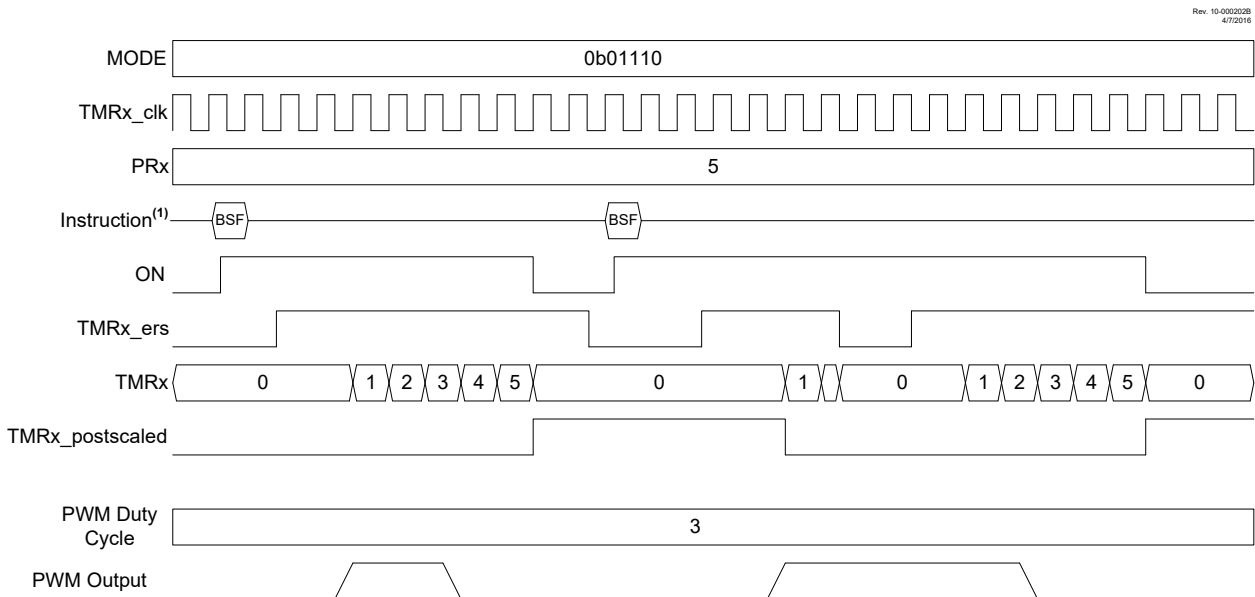 Rev. 10-000202B
4/7/2016
MODE 0b01110
TMRx_clk
PRx 5
Instruction(1) BSF BSF
ON
TMRx_ers
TMRx 0 1 2 3 4 5 0 1 0 1 2 3 4 5 0
TMRx_postscaled
PWM Duty
Cycle 3
PWM Output